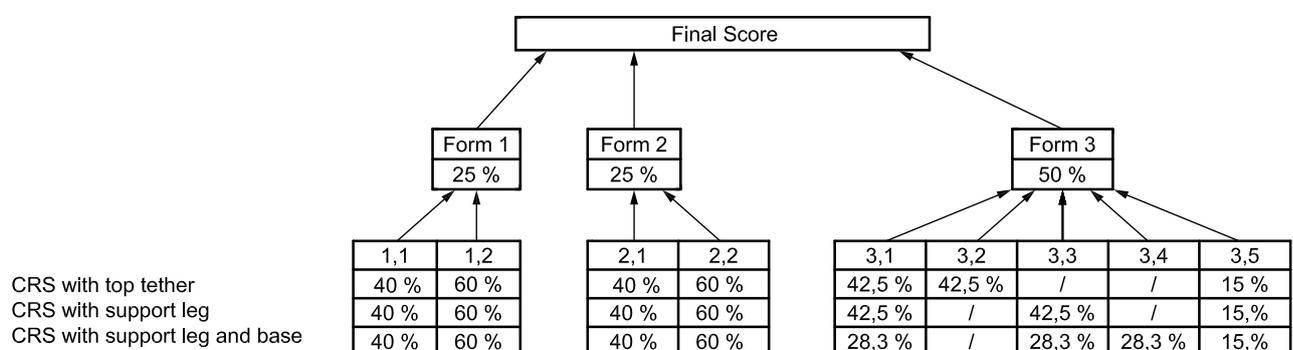 Final Score
Form 1 Form 2 Form 3
25 % 25 % 50 %
1,1 1,2 2,1 2,2 3,1 3,2 3,3 3,4 3,5
CRS with top tether 40 % 60 % 40 % 60 % 42,5 % 42,5 % / / 15 %
CRS with support leg 40 % 60 % 40 % 60 % 42,5 % / 42,5 % / 15,%
CRS with support leg and base 40 % 60 % 40 % 60 % 28,3 % / 28,3 % 28,3 % 15,%